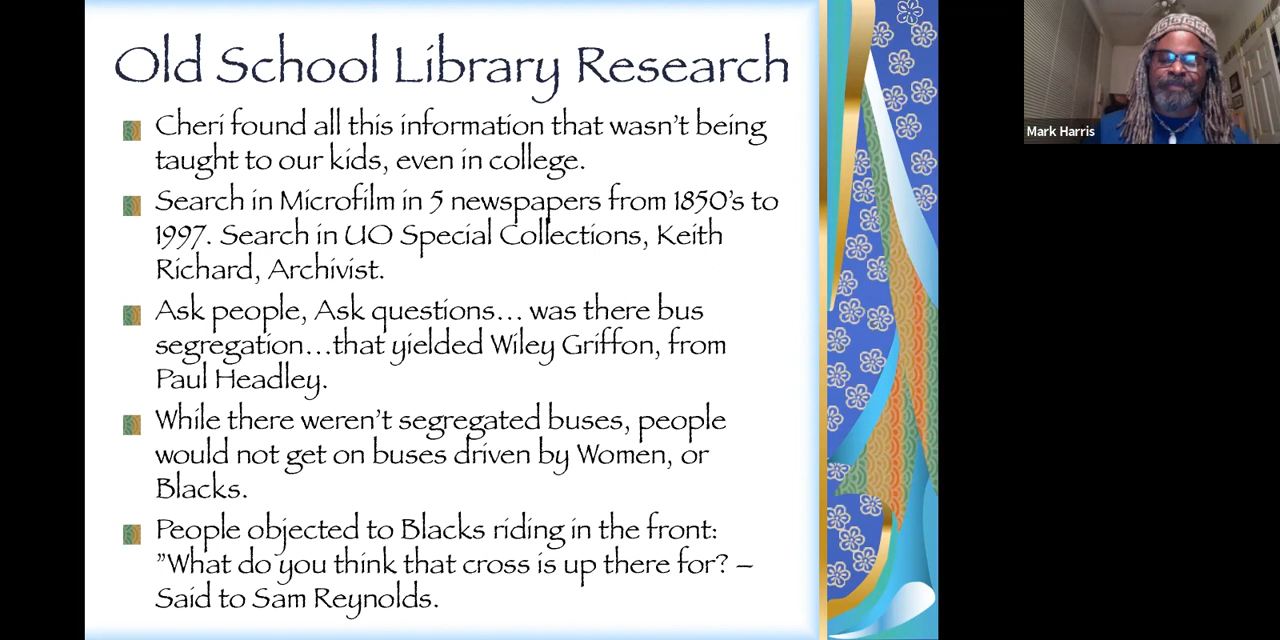 Old School Library Research
Cheri found all this information that wasn't being
taught to our kids, even in college.
Search in Microfilm in 5 newspapers from 1850's to
1997. Search in UO Special Collections, Keith
Richard, Archivist.
Ask people, Ask questions... was there bus
segregation...that yielded Wiley Griffon, from
Paul Headley.
While there weren't segregated buses, people
would not get on buses driven by Women, or
Blacks.
People objected to Blacks riding in the front:
"What do you think that cross is up there for? –
Said to Sam Reynolds.
Mark Harris